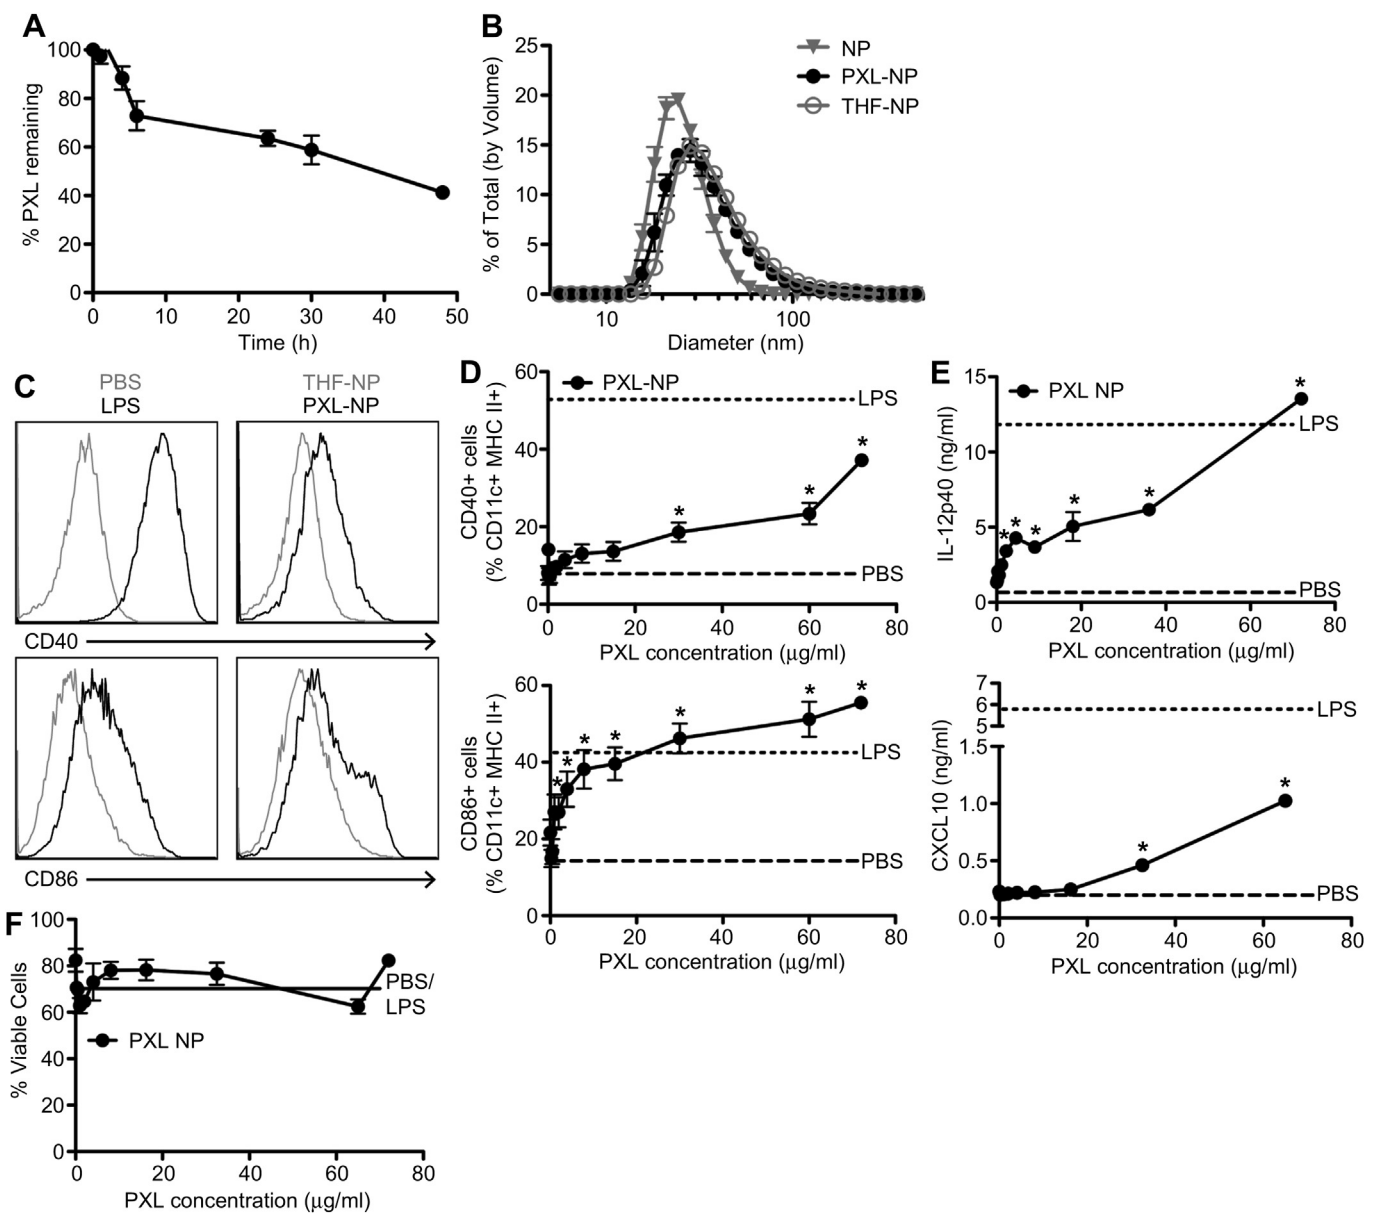 A
% PXL remaining
100
80
60
40
20
0
0 10 20 30 40 50
Time (h)
B
% of Total (by Volume)
25
20
15
10
5
0
10 100
Diameter (nm)
NP
PXL-NP
THF-NP
C
PBS
LPS
THF-NP
PXL-NP
CD40
CD86
D
CD40+ cells
(% CD11c+ MHC II+)
60
40
20
0
PXL-NP
LPS
PBS
* * *
0 20 40 60 80
PXL concentration (μg/ml)
CD86+ cells
(% CD11c+ MHC II+)
60
40
20
0
LPS
PBS
* * * * * * *
0 20 40 60 80
PXL concentration (μg/ml)
E
IL-12p40 (ng/ml)
15
10
5
0
PXL NP
LPS
PBS
* * * * * *
0 20 40 60 80
PXL concentration (μg/ml)
CXCL10 (ng/ml)
7
6
5
1.5
1.0
0.5
0.0
LPS
PBS
* *
0 20 40 60 80
PXL concentration (μg/ml)
F
% Viable Cells
100
80
60
40
20
0
PBS/
LPS
PXL NP
0 20 40 60 80
PXL concentration (μg/ml)